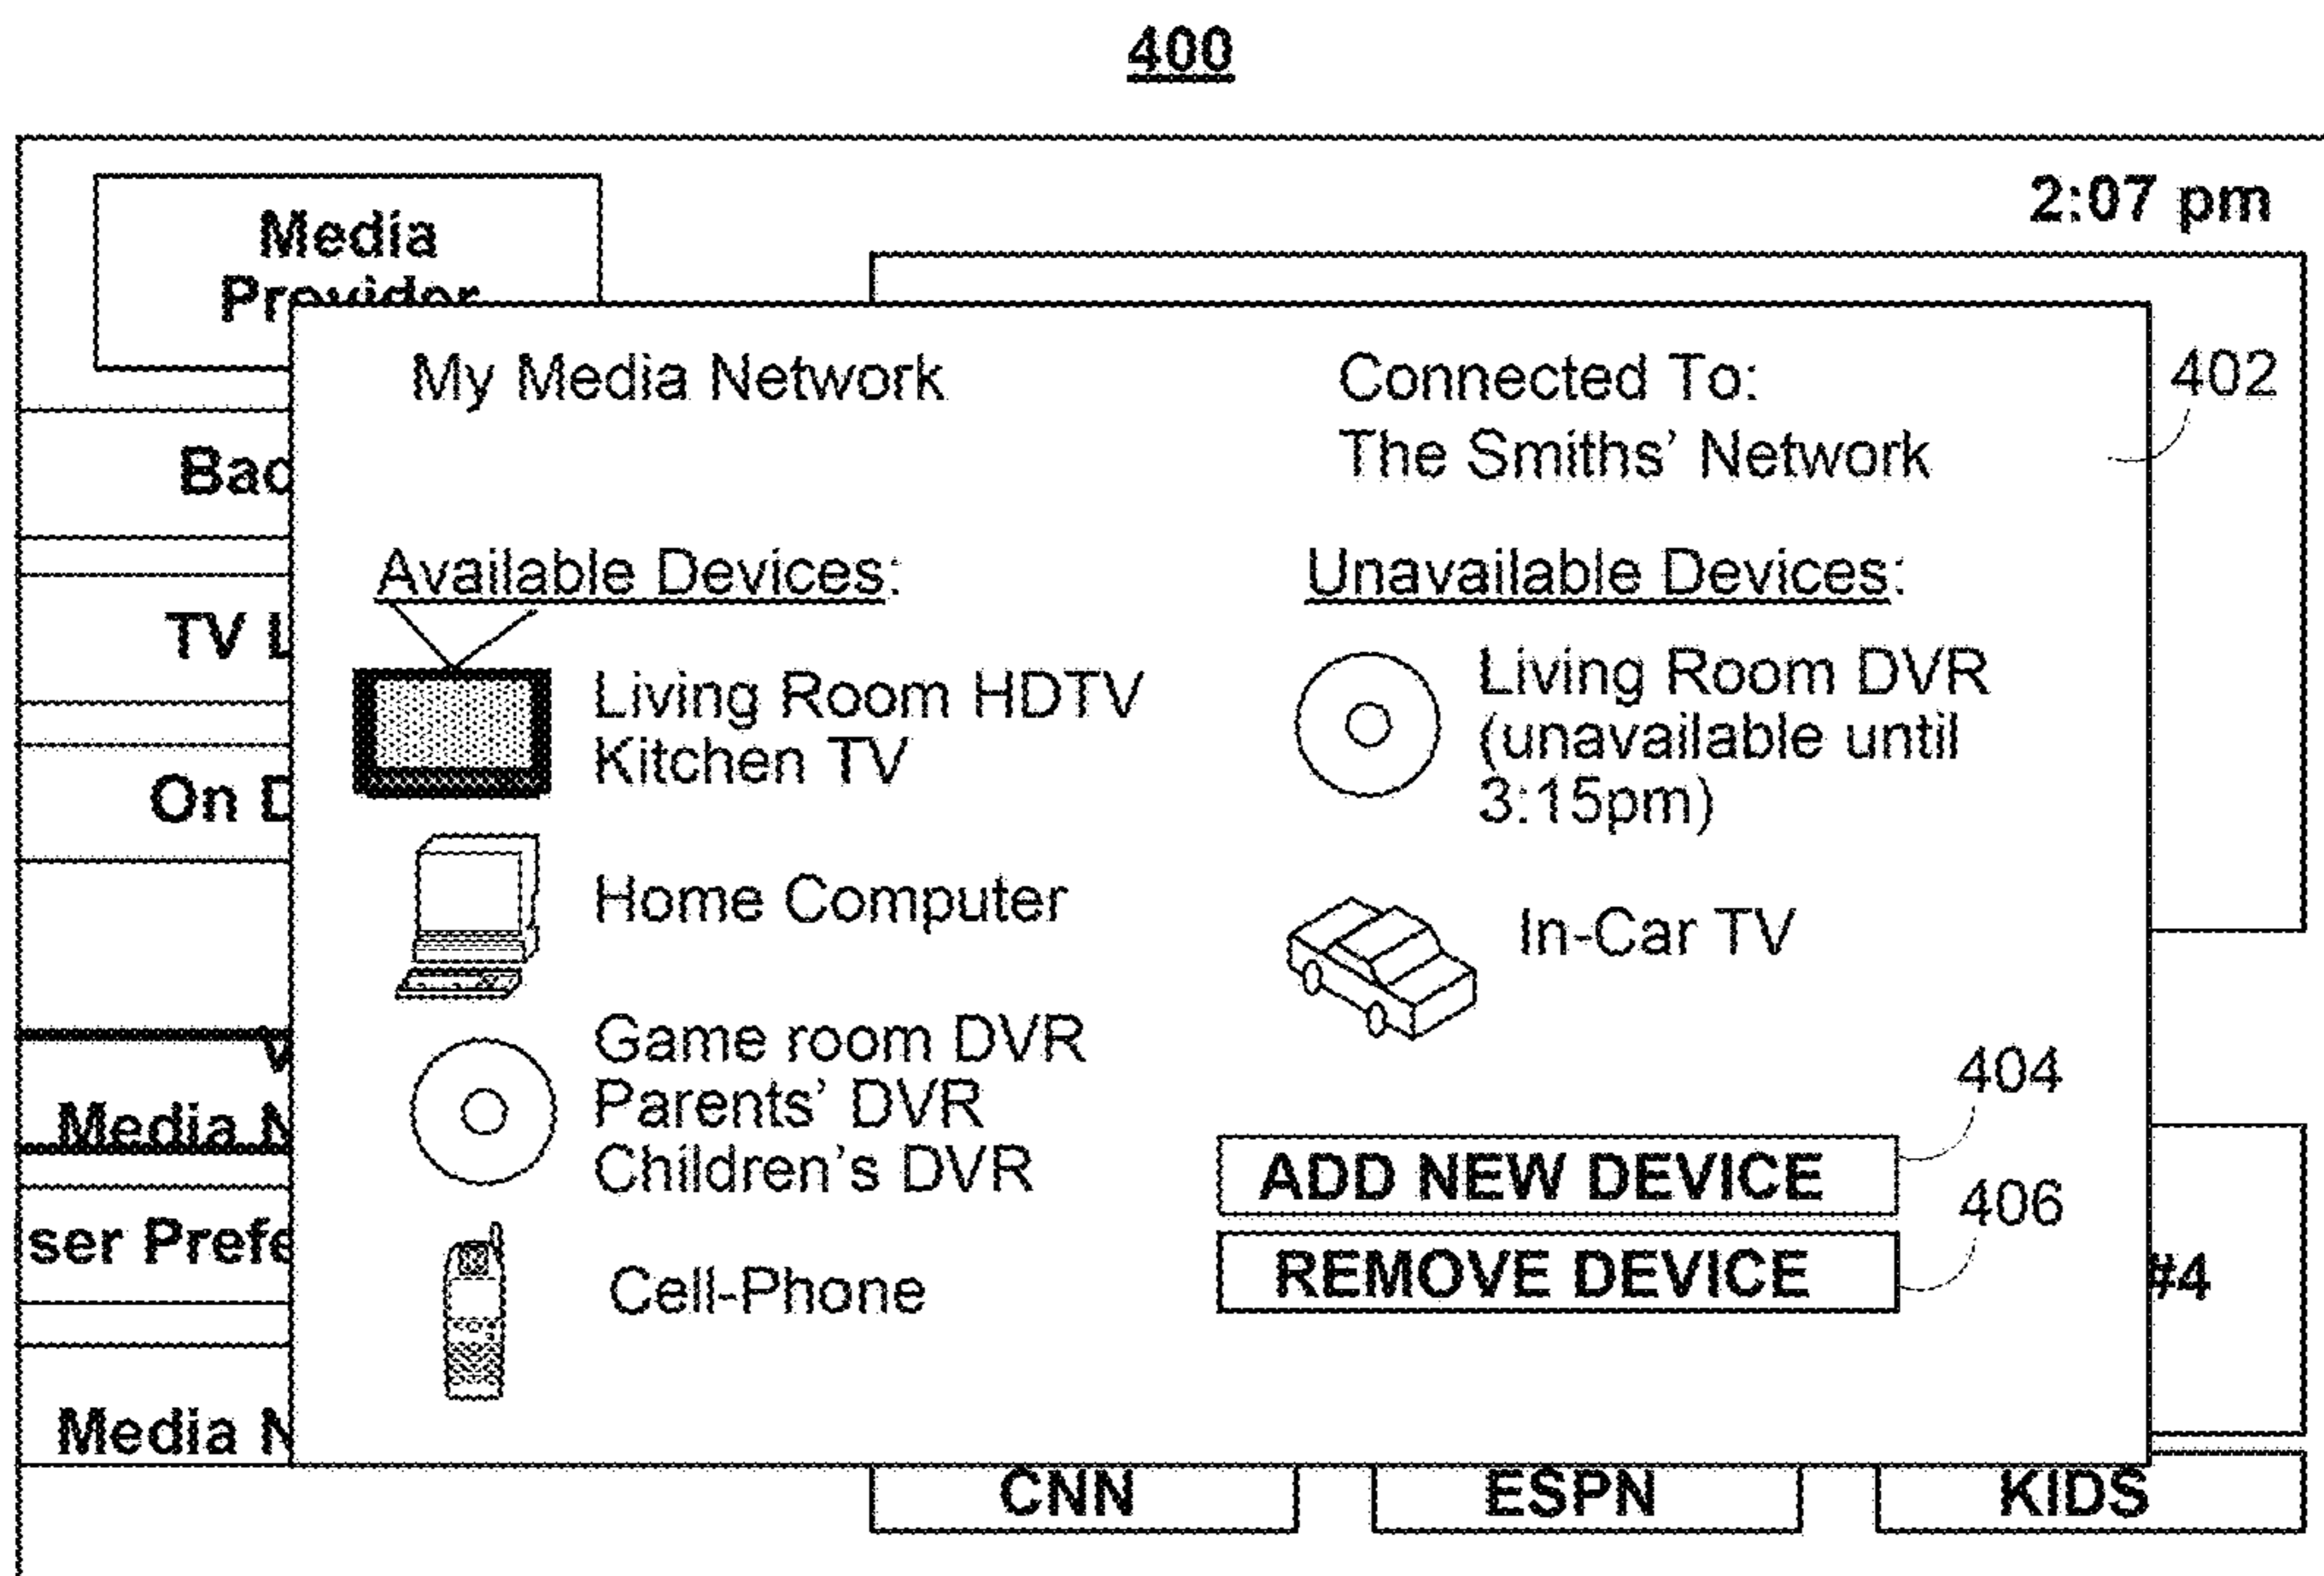 400
2:07 pm
Media
Provider
My Media Network
Connected To:
The Smiths' Network
402
Available Devices:
Unavailable Devices:
Living Room HDTV
Kitchen TV
Living Room DVR
(unavailable until
3:15pm)
Home Computer
In-Car TV
Game room DVR
Parents' DVR
Children's DVR
404
ADD NEW DEVICE
406
REMOVE DEVICE
Cell-Phone
Bac
TV L
On D
V
Media N
ser Prefe
Media N
#4
CNN
ESPN
KIDS